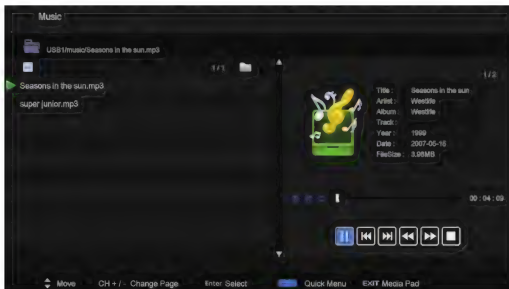 Music
USB1/music/Seasons in the sun.mp3
1/1
Seasons in the sun.mp3
super junior.mp3
1/2
Title : Seasons in the sun
Artist : Westlife
Album : Westlife
Track :
Year : 1999
Date : 2007-06-16
FileSize : 3.98MB
00 : 04 : 09
Move CH + / - Change Page Enter Select Quick Menu EXIT Media Pad